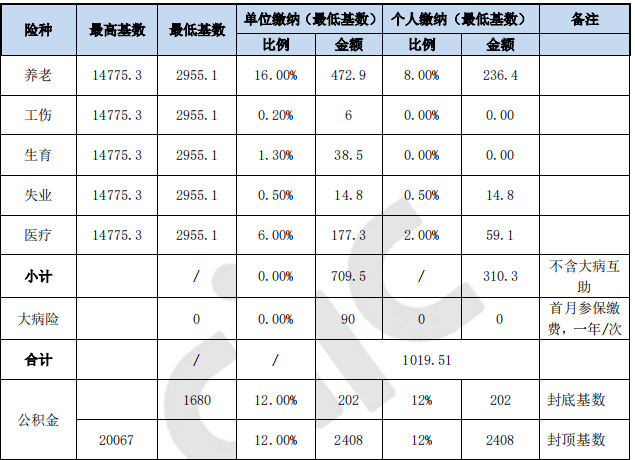 险种 最高基数 最低基数 单位缴纳（最低基数） 个人缴纳（最低基数） 备注
比例 金额 比例 金额
养老 14775.3 2955.1 16.00% 472.9 8.00% 236.4
工伤 14775.3 2955.1 0.20% 6 0.00% 0.00
生育 14775.3 2955.1 1.30% 38.5 0.00% 0.00
失业 14775.3 2955.1 0.50% 14.8 0.50% 14.8
医疗 14775.3 2955.1 6.00% 177.3 2.00% 59.1
小计 / 0.00% 709.5 / 310.3 不含大病互
助
大病险 0 0.00% 90 0 0 首月参保缴
费，一年/次
合计 / / 1019.51
公积金 1680 12.00% 202 12% 202 封底基数
20067 12.00% 2408 12% 2408 封顶基数
CIIC